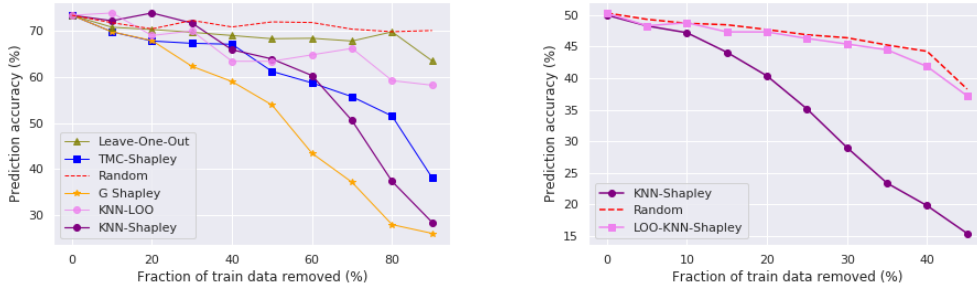 70
60
50
40
30
Prediction accuracy (%)
Leave-One-Out
TMC-Shapley
Random
G Shapley
KNN-LOO
KNN-Shapley
0
20
40
60
80
Fraction of train data removed (%)
50
45
40
35
30
25
20
15
Prediction accuracy (%)
KNN-Shapley
Random
LOO-KNN-Shapley
0
10
20
30
40
Fraction of train data removed (%)